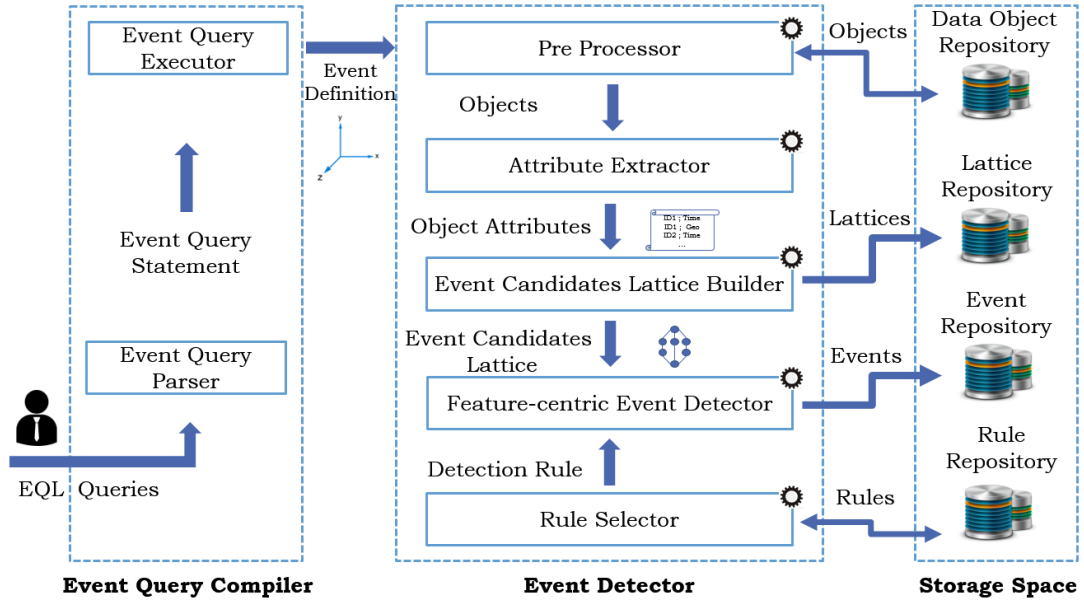 Event Query
Executor
Event Query
Statement
Event Query
Parser
EQL Queries
Event Query Compiler
Event
Definition
y
x
z
Pre Processor
Objects
Attribute Extractor
Object Attributes
ID1 ; Time
ID1 ; Geo
ID2 ; Time
...
Event Candidates Lattice Builder
Event Candidates
Lattice
Feature-centric Event Detector
Detection Rule
Rule Selector
Event Detector
Objects
Lattices
Events
Rules
Data Object
Repository
Lattice
Repository
Event
Repository
Rule
Repository
Storage Space